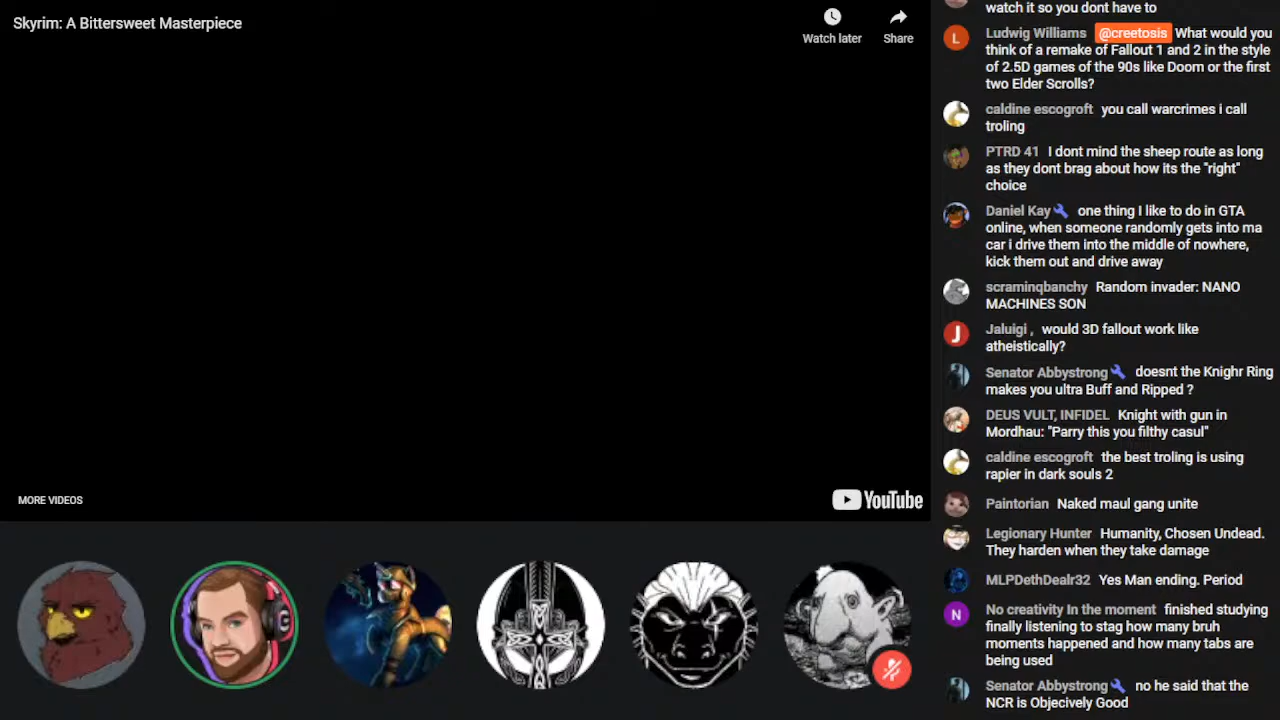 Skyrim: A Bittersweet Masterpiece
Watch later
Share
MORE VIDEOS
YouTube
watch it so you dont have to
L
Ludwig Williams @creetosis What would you
think of a remake of Fallout 1 and 2 in the style
of 2.5D games of the 90s like Doom or the first
two Elder Scrolls?
caldine escogroft you call warcrimes i call
troling
PTRD 41 I dont mind the sheep route as long
as they dont brag about how its the "right"
choice
Daniel Kay one thing I like to do in GTA
online, when someone randomly gets into ma
car i drive them into the middle of nowhere,
kick them out and drive away
scraminqbanchy Random invader: NANO
MACHINES SON
J
Jaluigi , would 3D fallout work like
atheistically?
Senator Abbystrong doesnt the Knighr Ring
makes you ultra Buff and Ripped ?
DEUS VULT, INFIDEL Knight with gun in
Mordhau: "Parry this you filthy casul"
caldine escogroft the best troling is using
rapier in dark souls 2
Paintorian Naked maul gang unite
Legionary Hunter Humanity, Chosen Undead.
They harden when they take damage
MLPDethDealr32 Yes Man ending. Period
N
No creativity In the moment finished studying
finally listening to stag how many bruh
moments happened and how many tabs are
being used
Senator Abbystrong no he said that the
NCR is Objecively Good